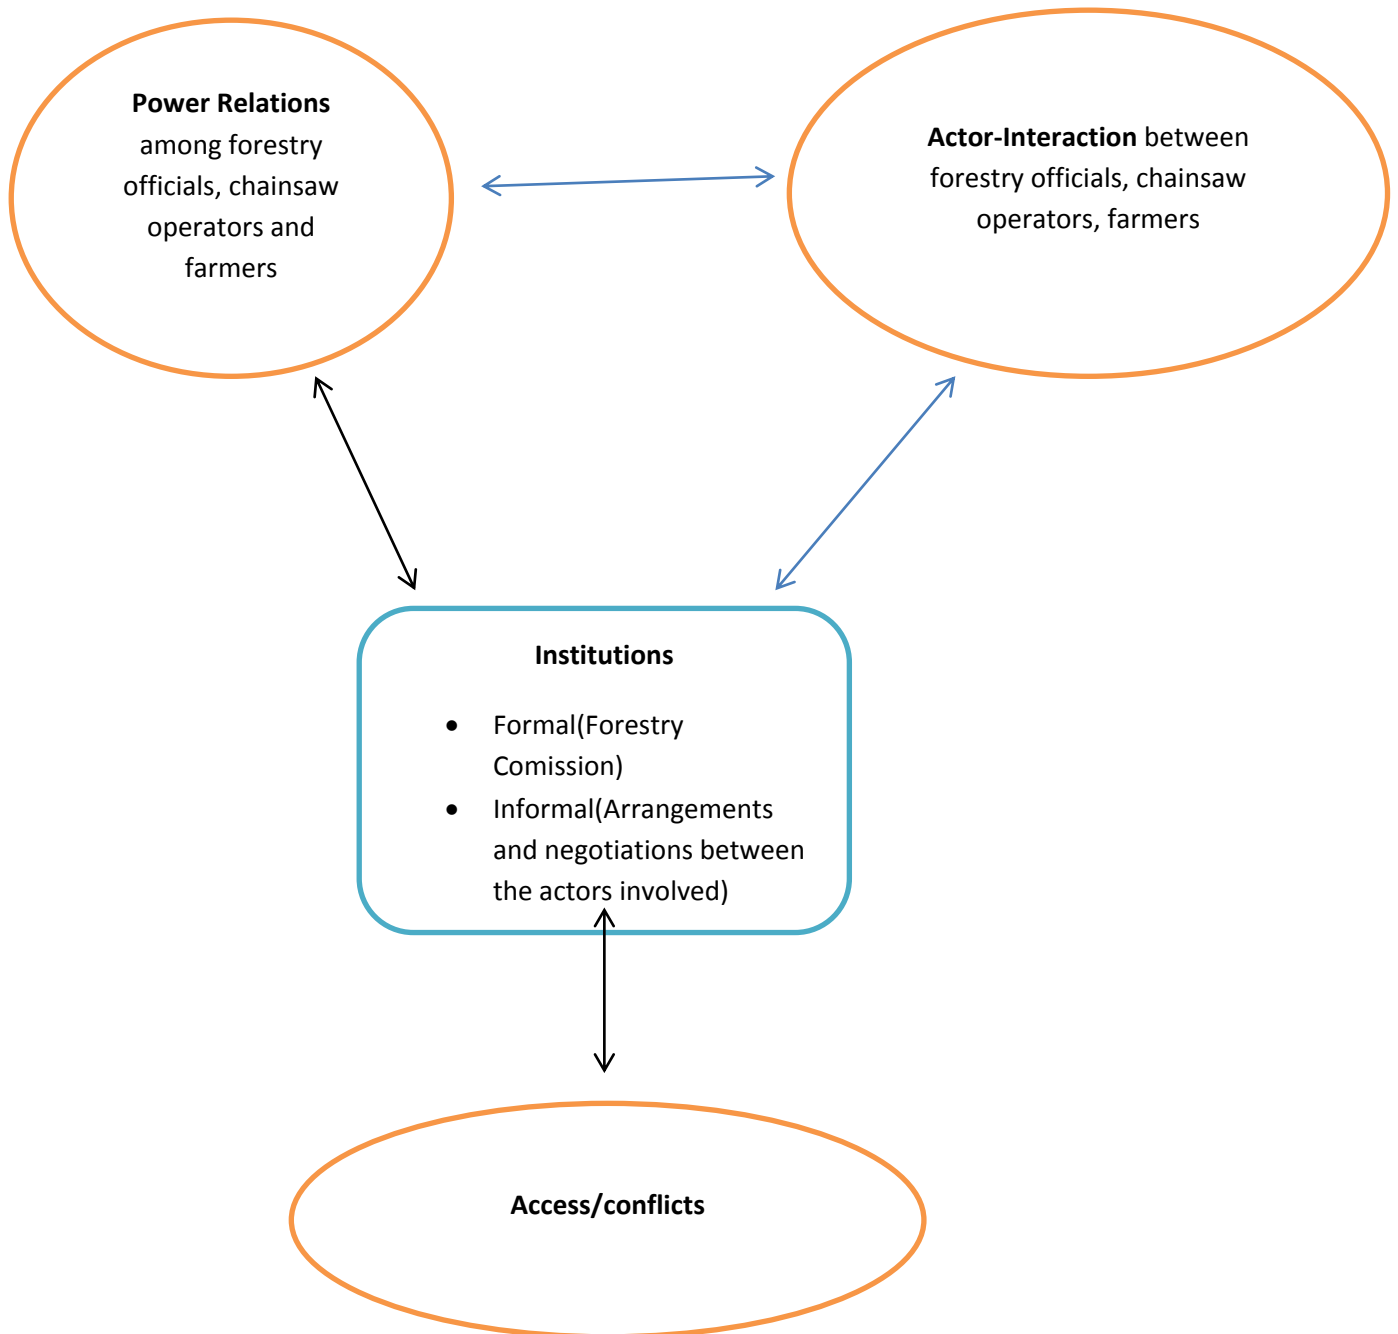 Power Relations
among forestry
officials, chainsaw
operators and
farmers
Actor-Interaction between
forestry officials, chainsaw
operators, farmers
Institutions
• Formal(Forestry
Comission)
• Informal(Arrangements
and negotiations between
the actors involved)
Access/conflicts